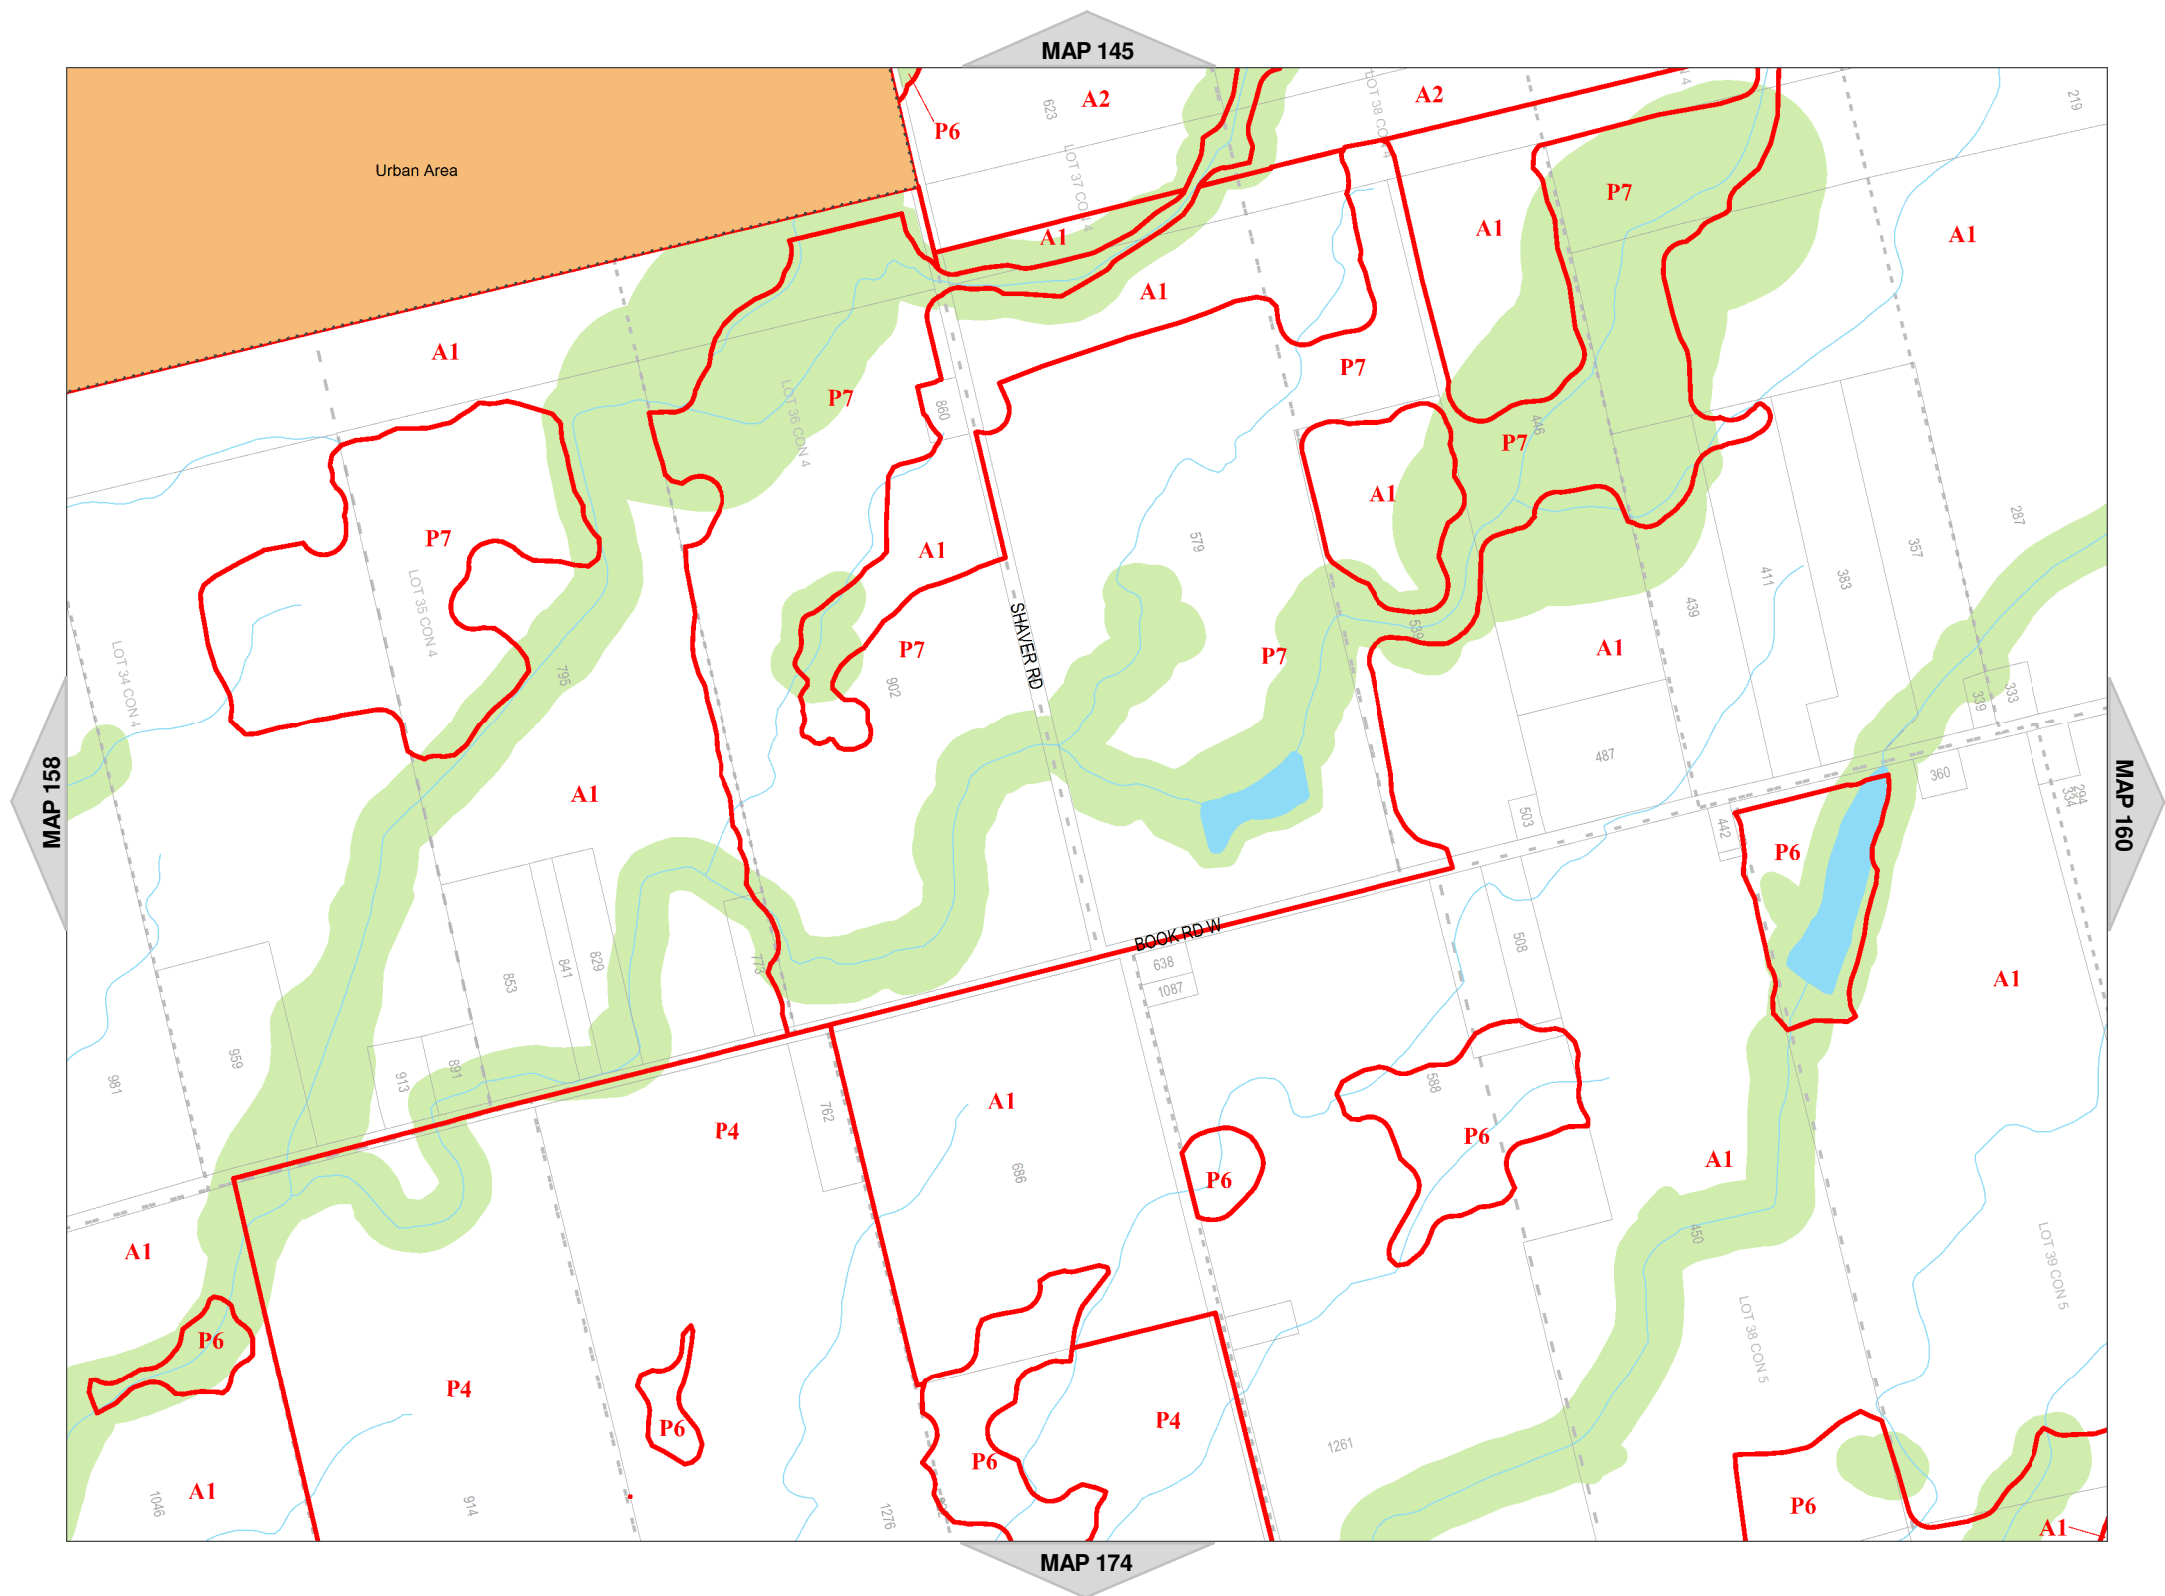 MAP 145
Urban Area
P6
623
A2
LOT 37 CON 4
LOT 38 CON 4
A2
219
P7
A1
A1
A1
A1
A1
P7
860
LOT 36 CON 4
P7
446
P7
A1
A1
P7
LOT 35 CON 4
579
287
357
383
411
439
LOT 34 CON 4
795
902
P7
SHAVER RD
P7
539
A1
339
333
MAP 158
A1
487
503
442
P6
360
334
294
MAP 160
959
981
853
841
829
773
BOOK RD W
638
1087
508
A1
913
891
762
P4
A1
686
588
P6
P6
A1
450
A1
P6
P4
P6
P4
P6
1261
LOT 38 CON 5
LOT 39 CON 5
A1
1046
914
1276
P6
A1
MAP 174